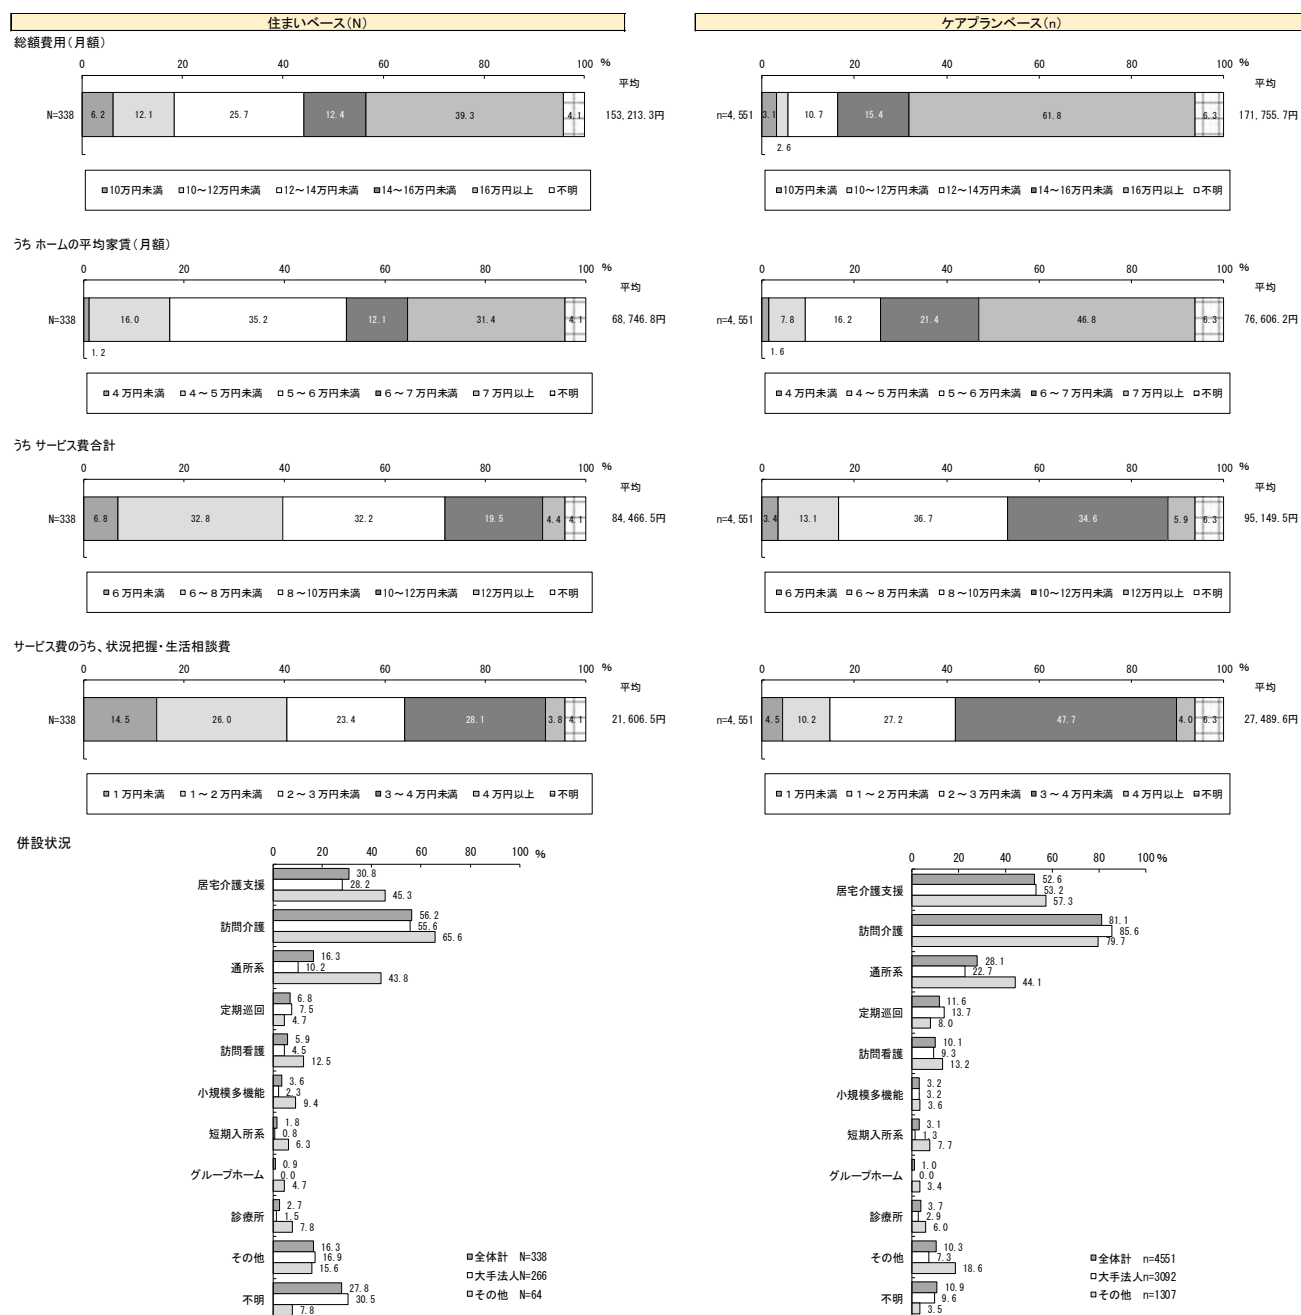 住まいベース(N)
総額費用(月額)
0 20 40 60 80 100 %
平均
N=338 6.2 12.1 25.7 12.4 39.3 4.1 153,213.3円
10万円未満 10～12万円未満 12～14万円未満 14～16万円未満 16万円以上 不明
うち ホームの平均家賃(月額)
0 20 40 60 80 100 %
平均
N=338 16.0 35.2 12.1 31.4 4.1 68,746.8円
1.2
４万円未満 ４～５万円未満 ５～６万円未満 ６～７万円未満 ７万円以上 不明
うち サービス費合計
0 20 40 60 80 100 %
平均
N=338 6.8 32.8 32.2 19.5 4.4 4.1 84,466.5円
６万円未満 ６～８万円未満 ８～10万円未満 10～12万円未満 12万円以上 不明
サービス費のうち、状況把握・生活相談費
0 20 40 60 80 100 %
平均
N=338 14.5 26.0 23.4 28.1 3.8 4.1 21,606.5円
１万円未満 １～２万円未満 ２～３万円未満 ３～４万円未満 ４万円以上 不明
併設状況
0 20 40 60 80 100 %
居宅介護支援 30.8
28.2
45.3
訪問介護 56.2
55.6
65.6
通所系 16.3
10.2
43.8
定期巡回 6.8
7.5
4.7
訪問看護 5.9
4.5
12.5
小規模多機能 3.6
2.3
9.4
短期入所系 1.8
0.8
6.3
グループホーム 0.9
0.0
4.7
診療所 2.7
1.5
7.8
その他 16.3
16.9
15.6
不明 27.8
30.5
7.8
全体計 N=338
大手法人N=266
その他 N=64
ケアプランベース(n)
0 20 40 60 80 100 %
平均
n=4,551 3.1 10.7 15.4 61.8 6.3 171,755.7円
2.6
10万円未満 10～12万円未満 12～14万円未満 14～16万円未満 16万円以上 不明
0 20 40 60 80 100 %
平均
n=4,551 7.8 16.2 21.4 46.8 6.3 76,606.2円
1.6
４万円未満 ４～５万円未満 ５～６万円未満 ６～７万円未満 ７万円以上 不明
0 20 40 60 80 100 %
平均
n=4,551 3.4 13.1 36.7 34.6 5.9 6.3 95,149.5円
６万円未満 ６～８万円未満 ８～10万円未満 10～12万円未満 12万円以上 不明
0 20 40 60 80 100 %
平均
n=4,551 4.5 10.2 27.2 47.7 4.0 6.3 27,489.6円
１万円未満 １～２万円未満 ２～３万円未満 ３～４万円未満 ４万円以上 不明
0 20 40 60 80 100 %
居宅介護支援 52.6
53.2
57.3
訪問介護 81.1
85.6
79.7
通所系 28.1
22.7
44.1
定期巡回 11.6
13.7
8.0
訪問看護 10.1
9.3
13.2
小規模多機能 3.2
3.2
3.6
短期入所系 3.1
1.3
7.7
グループホーム 1.0
0.0
3.4
診療所 3.7
2.9
6.0
その他 10.3
7.3
18.6
不明 10.9
9.6
3.5
全体計 n=4551
大手法人n=3092
その他 n=1307